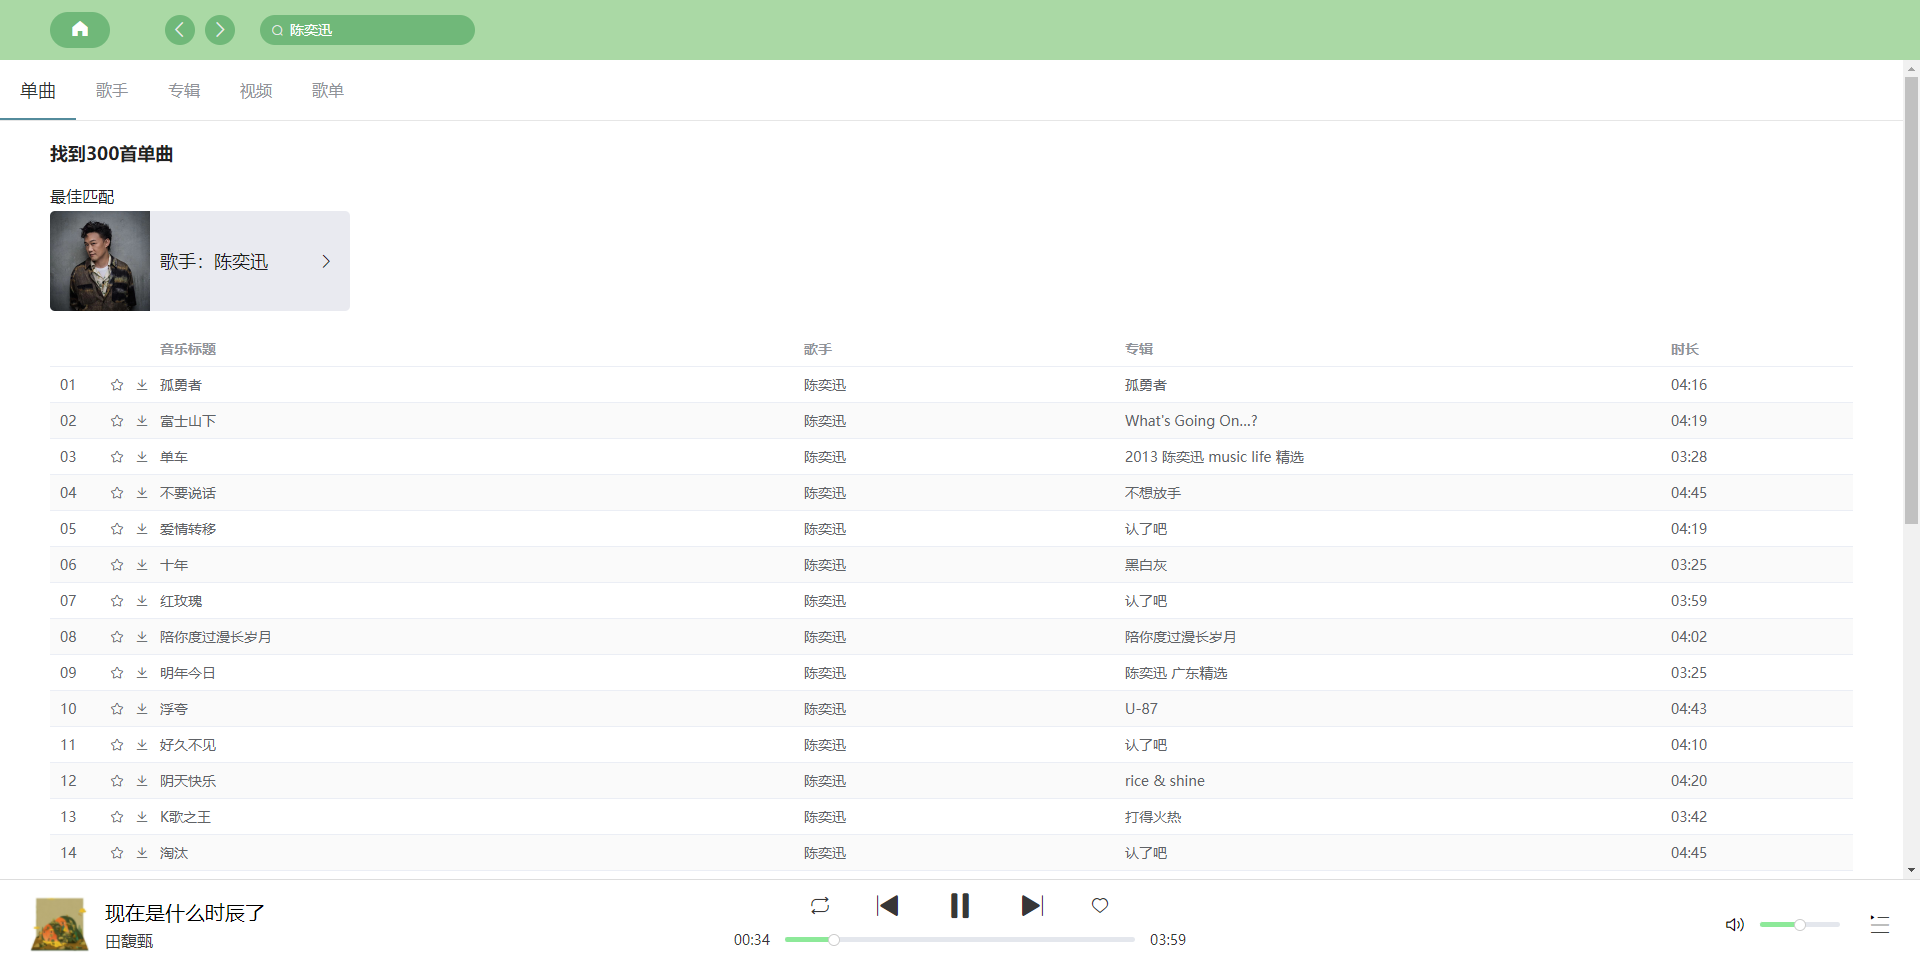 陈奕迅
单曲 歌手 专辑 视频 歌单
找到300首单曲
最佳匹配
歌手：陈奕迅
音乐标题 歌手 专辑 时长
01 孤勇者 陈奕迅 孤勇者 04:16
02 富士山下 陈奕迅 What's Going On...? 04:19
03 单车 陈奕迅 2013 陈奕迅 music life 精选 03:28
04 不要说话 陈奕迅 不想放手 04:45
05 爱情转移 陈奕迅 认了吧 04:19
06 十年 陈奕迅 黑白灰 03:25
07 红玫瑰 陈奕迅 认了吧 03:59
08 陪你度过漫长岁月 陈奕迅 陪你度过漫长岁月 04:02
09 明年今日 陈奕迅 陈奕迅 广东精选 03:25
10 浮夸 陈奕迅 U-87 04:43
11 好久不见 陈奕迅 认了吧 04:10
12 阴天快乐 陈奕迅 rice & shine 04:20
13 K歌之王 陈奕迅 打得火热 03:42
14 淘汰 陈奕迅 认了吧 04:45
现在是什么时辰了
田馥甄
00:34 03:59